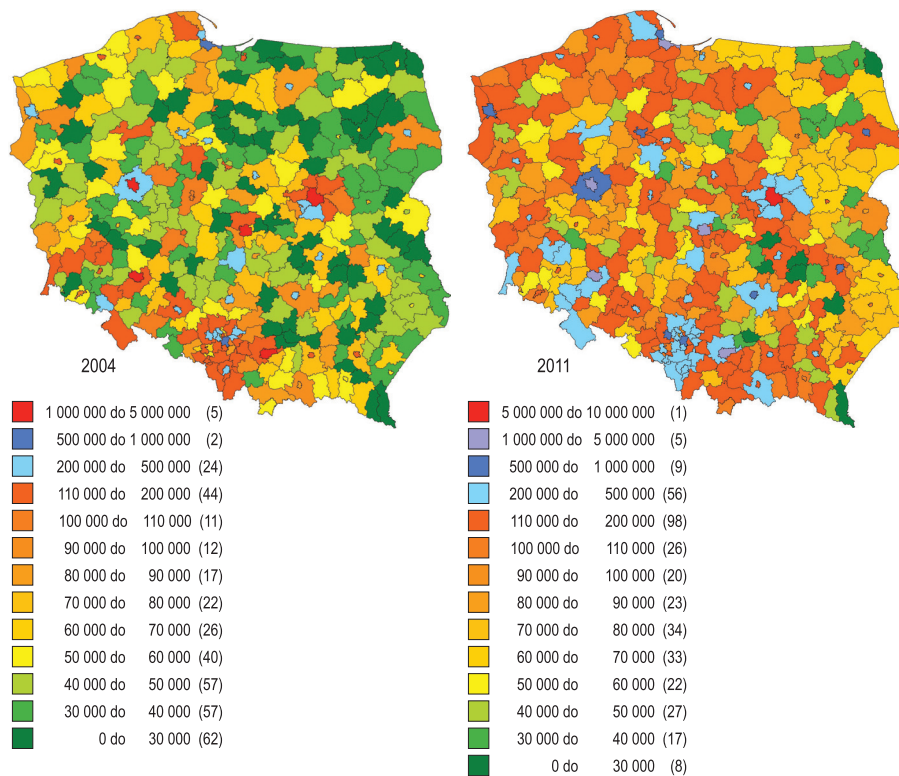 2004
1 000 000 do 5 000 000 (5)
500 000 do 1 000 000 (2)
200 000 do 500 000 (24)
110 000 do 200 000 (44)
100 000 do 110 000 (11)
90 000 do 100 000 (12)
80 000 do 90 000 (17)
70 000 do 80 000 (22)
60 000 do 70 000 (26)
50 000 do 60 000 (40)
40 000 do 50 000 (57)
30 000 do 40 000 (57)
0 do 30 000 (62)
2011
5 000 000 do 10 000 000 (1)
1 000 000 do 5 000 000 (5)
500 000 do 1 000 000 (9)
200 000 do 500 000 (56)
110 000 do 200 000 (98)
100 000 do 110 000 (26)
90 000 do 100 000 (20)
80 000 do 90 000 (23)
70 000 do 80 000 (34)
60 000 do 70 000 (33)
50 000 do 60 000 (22)
40 000 do 50 000 (27)
30 000 do 40 000 (17)
0 do 30 000 (8)